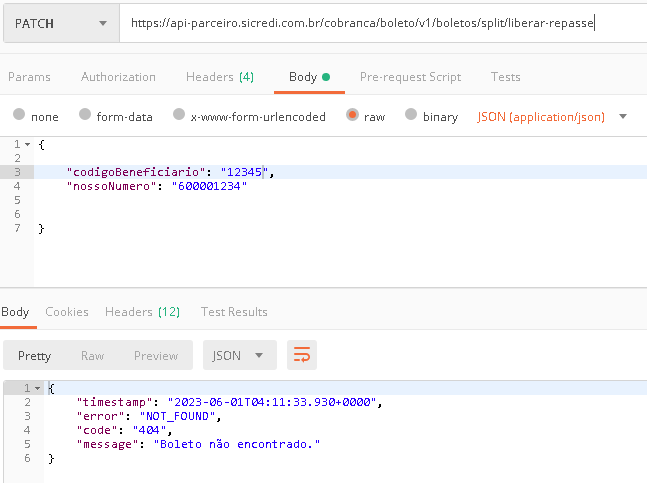 PATCH https://api-parceiro.sicredi.com.br/cobranca/boleto/v1/boletos/split/liberar-repasse
Params Authorization Headers (4) Body Pre-request Script Tests
none form-data x-www-form-urlencoded raw binary JSON (application/json)
1 {
2
3 "codigoBeneficiario": "12345",
4 "nossoNumero": "600001234"
5
6
7 }
Body Cookies Headers (12) Test Results
Pretty Raw Preview JSON
1 {
2 "timestamp": "2023-06-01T04:11:33.930+0000",
3 "error": "NOT_FOUND",
4 "code": "404",
5 "message": "Boleto não encontrado."
6 }